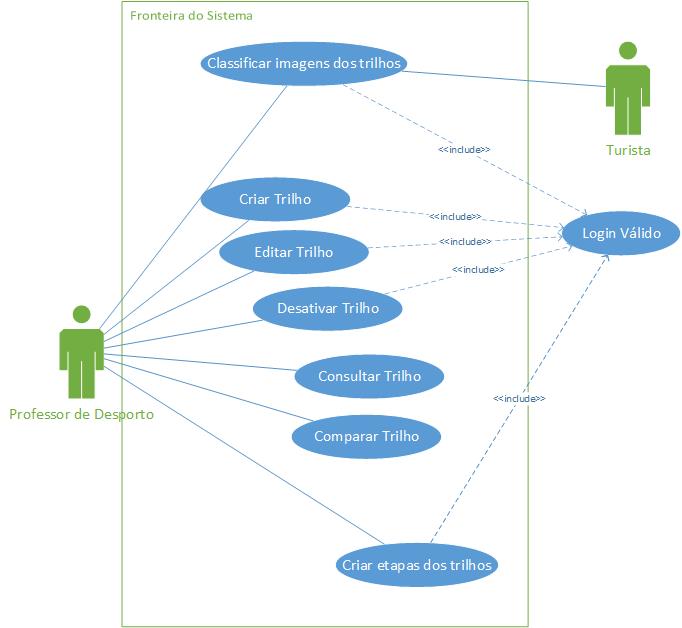 Fronteira do Sistema
Classificar imagens dos trilhos
Turista
<<include>>
Criar Trilho
<<include>>
Login Válido
Editar Trilho
<<include>>
<<include>>
Desativar Trilho
Consultar Trilho
<<include>>
Professor de Desporto
Comparar Trilho
Criar etapas dos trilhos